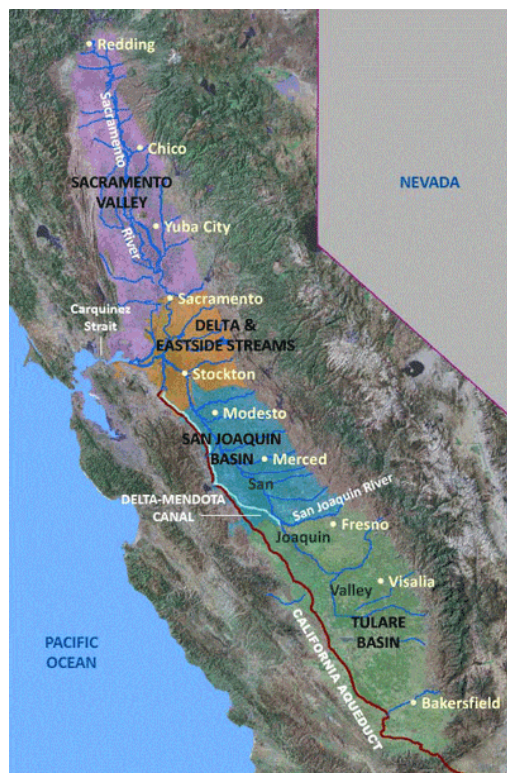 Redding
Sacramento
Chico
SACRAMENTO
VALLEY
NEVADA
Yuba City
River
Sacramento
Carquinez
Strait
DELTA &
EASTSIDE STREAMS
Stockton
Modesto
SAN JOAQUIN
BASIN
Merced
San
DELTA-MENDOTA
CANAL
San Joaquin River
Fresno
Joaquin
Valley
Visalia
TULARE
BASIN
CALIFORNIA AQUEDUCT
PACIFIC
OCEAN
Bakersfield